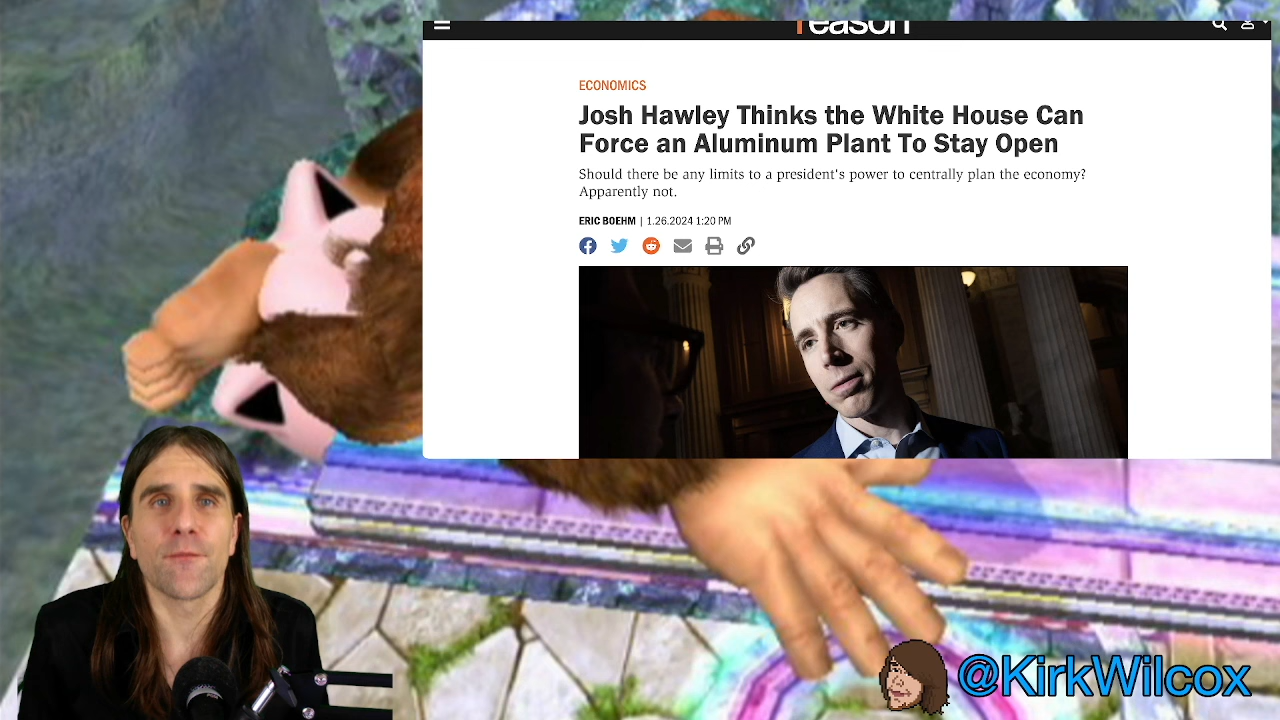 reason
ECONOMICS
Josh Hawley Thinks the White House Can
Force an Aluminum Plant To Stay Open
Should there be any limits to a president's power to centrally plan the economy?
Apparently not.
ERIC BOEHM | 1.26.2024 1:20 PM
@KirkWilcox